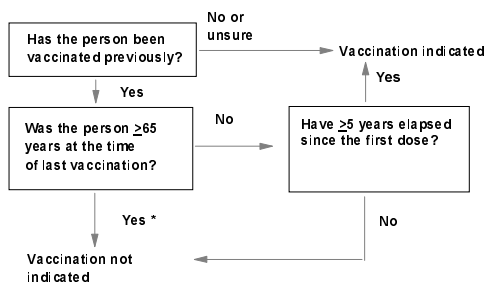 No or
unsure
Has the person been
vaccinated previously?
Vaccination indicated
Yes
Yes
Was the person ≥65
years at the time
of last vaccination?
No
Have ≥5 years elapsed
since the first dose?
Yes *
No
Vaccination not
indicated